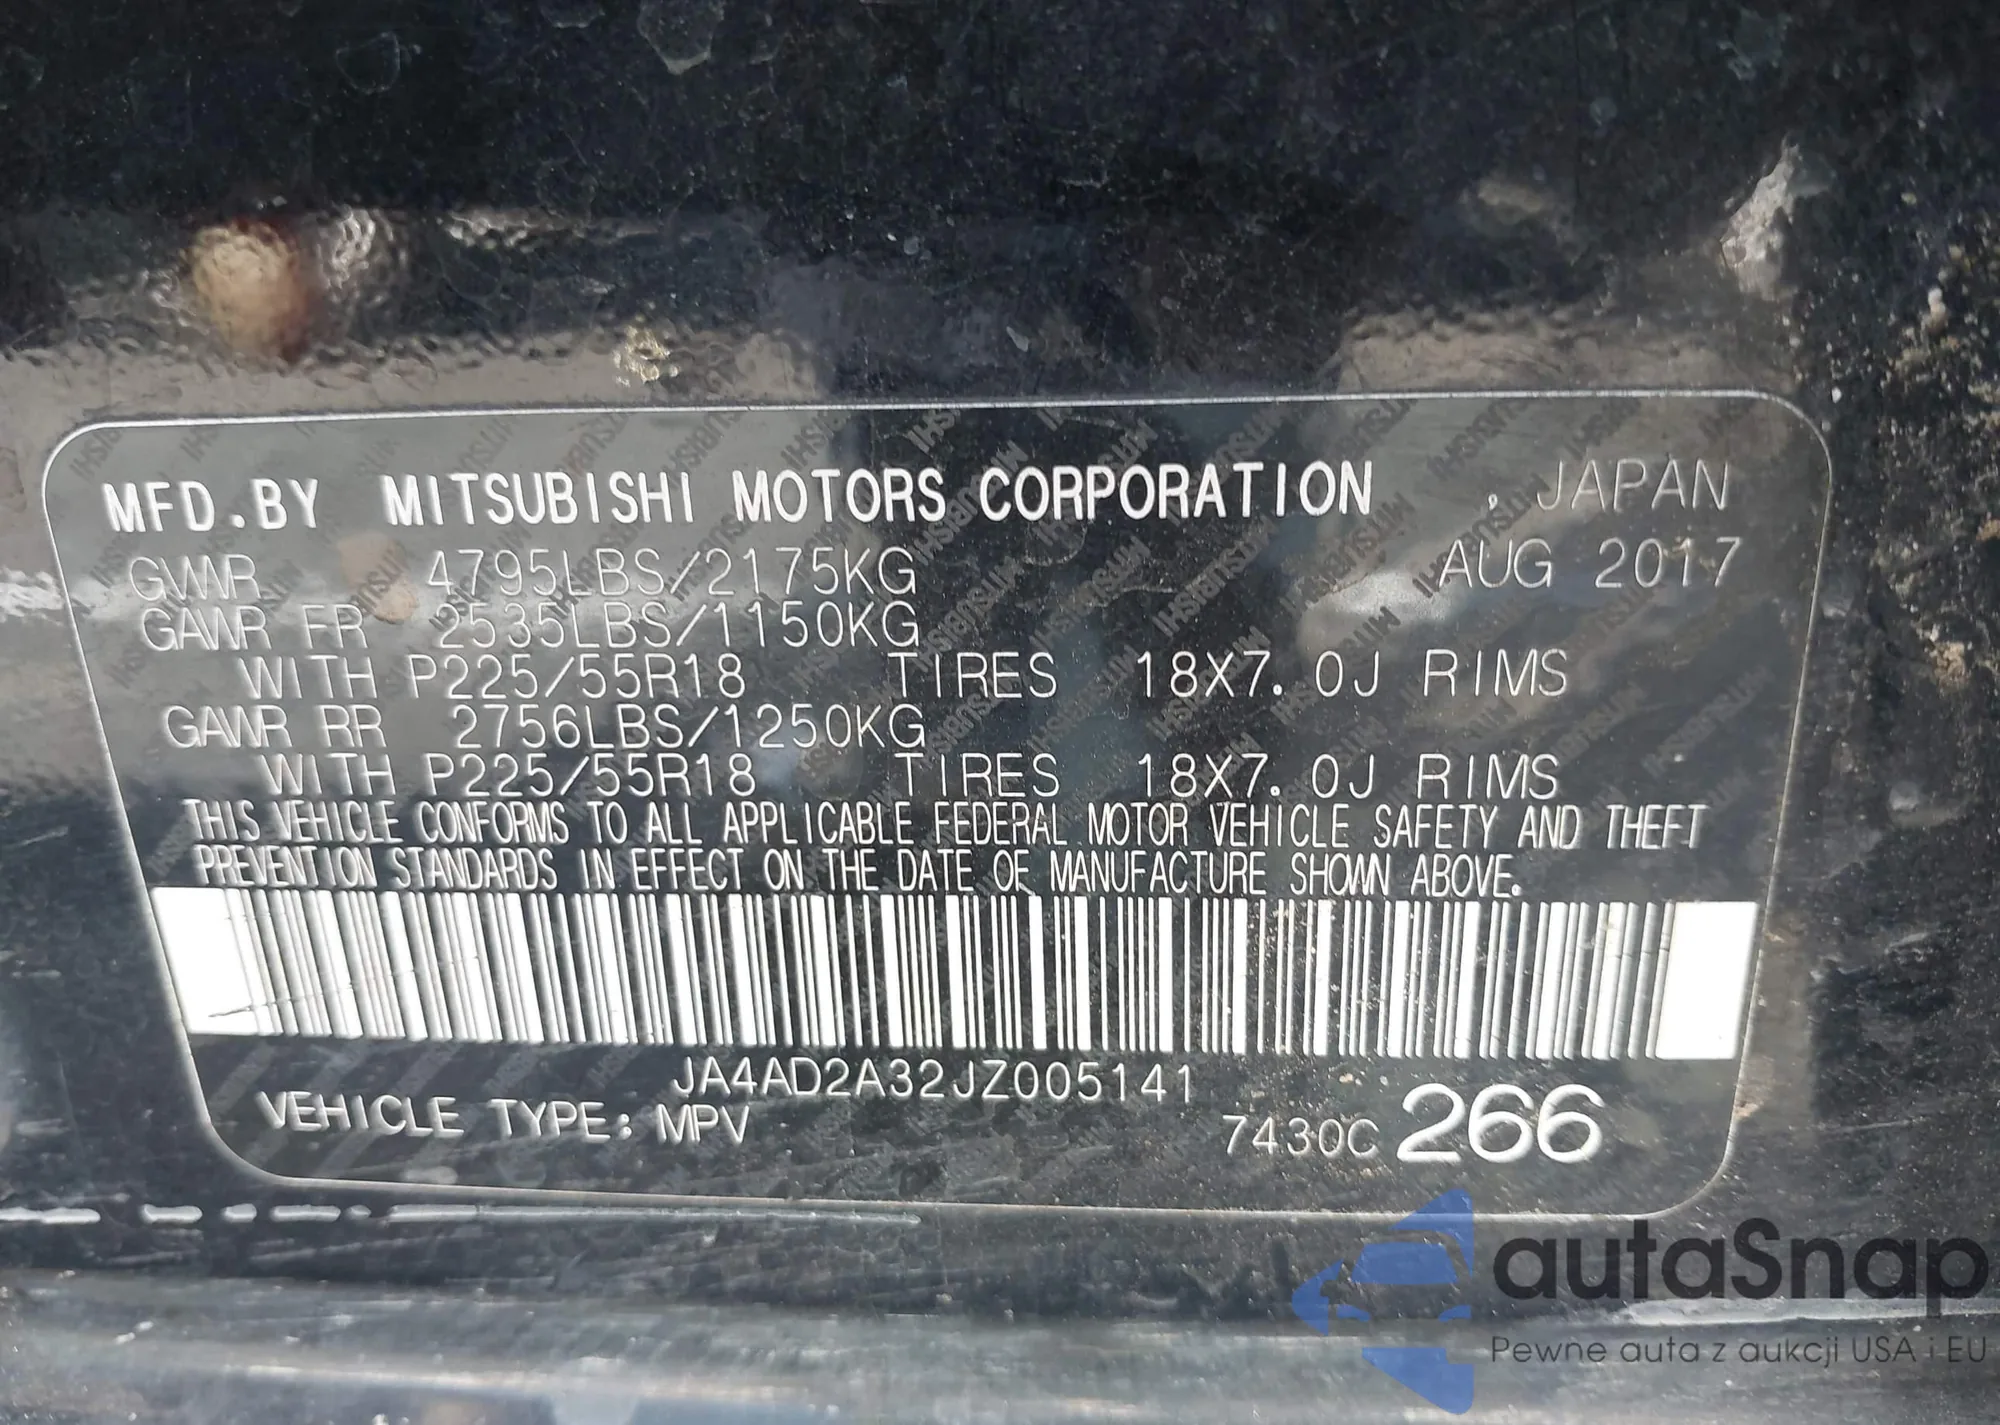 MFD.BY MITSUBISHI MOTORS CORPORATION , JAPAN
GVWR 4795LBS/2175KG AUG 2017
GAWR FR 2535LBS/1150KG
WITH P225/55R18 TIRES 18X7.0J RIMS
GAWR RR 2756LBS/1250KG
WITH P225/55R18 TIRES 18X7.0J RIMS
THIS VEHICLE CONFORMS TO ALL APPLICABLE FEDERAL MOTOR VEHICLE SAFETY AND THEFT
PREVENTION STANDARDS IN EFFECT ON THE DATE OF MANUFACTURE SHOWN ABOVE.
JA4AD2A32JZ005141
VEHICLE TYPE: MPV 7430C 266
autaSnap
Pewne auta z aukcji USA i EU